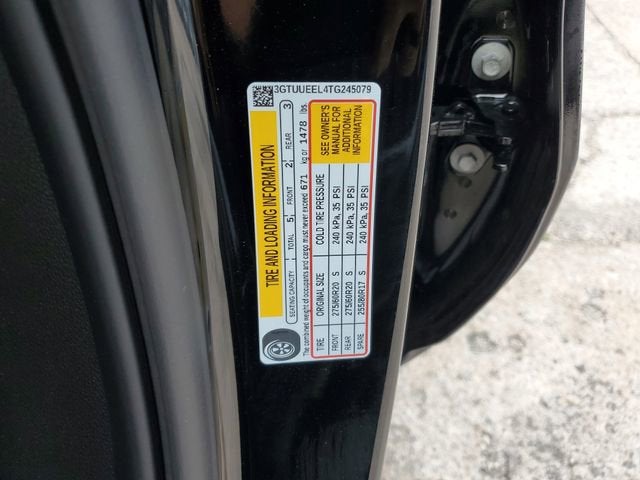 3GTUUEEL4TG245079
TIRE AND LOADING INFORMATION
SEATING CAPACITY TOTAL 5 FRONT 2 REAR 3
The combined weight of occupants and cargo must never exceed 671 kg or 1478 lbs.
TIRE ORIGINAL SIZE COLD TIRE PRESSURE
FRONT 275/60R20 S 240 kPa, 35 PSI
REAR 275/60R20 S 240 kPa, 35 PSI
SPARE 255/80R17 S 240 kPa, 35 PSI
SEE OWNER'S
MANUAL FOR
ADDITIONAL
INFORMATION